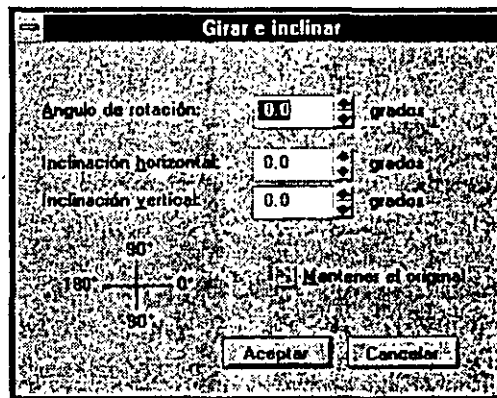 Girar e inclinar
Angulo de rotación: 0.0 grados
Inclinación horizontal: 0.0 grados
Inclinación vertical: 0.0 grados
90°
180° 0°
90°
Mantener el original
Aceptar Cancelar